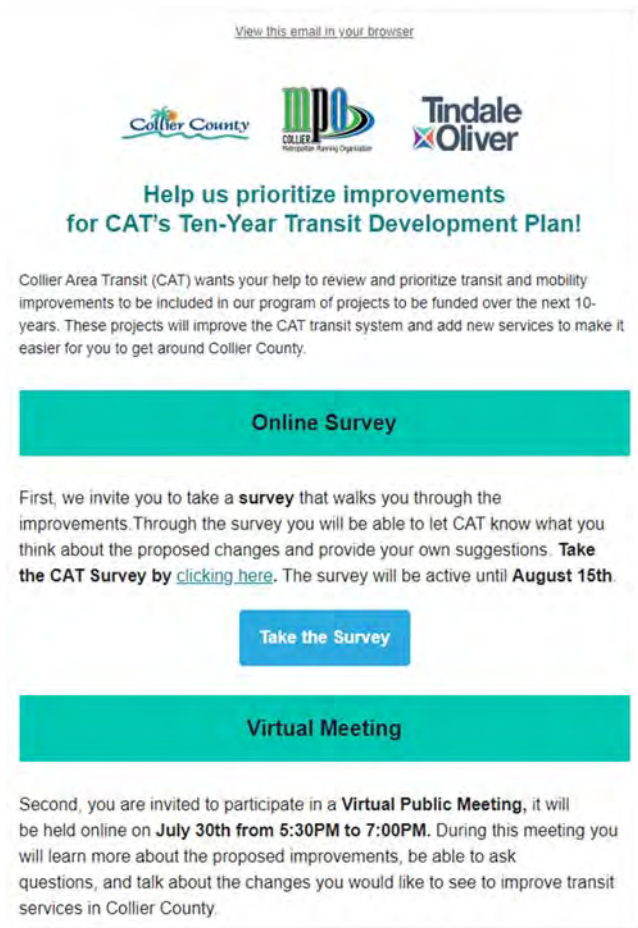 View this email in your browser
Collier County
MPO
COLLIER
Metropolitan Planning Organization
Tindale
Oliver
Help us prioritize improvements
for CAT's Ten-Year Transit Development Plan!
Collier Area Transit (CAT) wants your help to review and prioritize transit and mobility
improvements to be included in our program of projects to be funded over the next 10-
years. These projects will improve the CAT transit system and add new services to make it
easier for you to get around Collier County.
Online Survey
First, we invite you to take a survey that walks you through the
improvements.Through the survey you will be able to let CAT know what you
think about the proposed changes and provide your own suggestions. Take
the CAT Survey by clicking here. The survey will be active until August 15th.
Take the Survey
Virtual Meeting
Second, you are invited to participate in a Virtual Public Meeting, it will
be held online on July 30th from 5:30PM to 7:00PM. During this meeting you
will learn more about the proposed improvements, be able to ask
questions, and talk about the changes you would like to see to improve transit
services in Collier County.